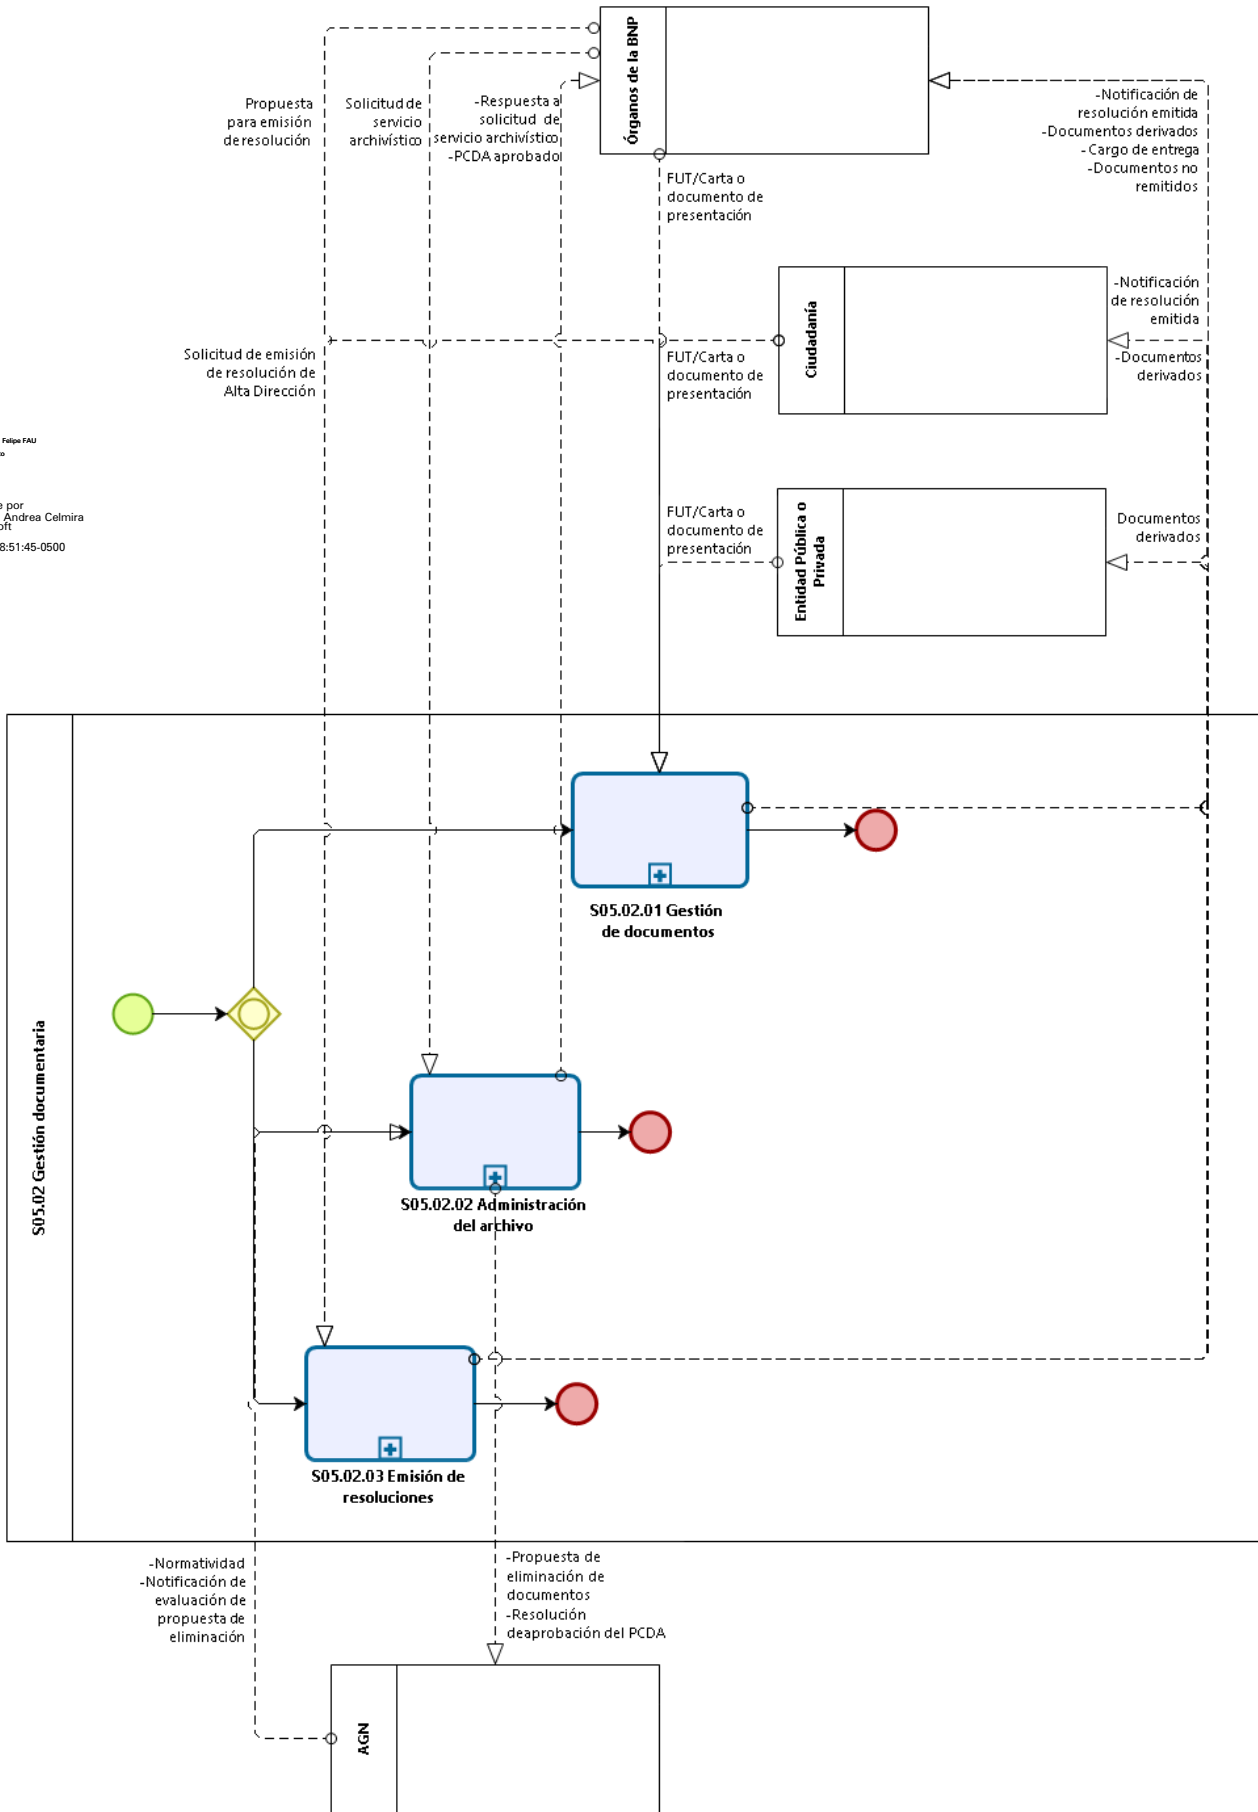 Órganos de la BNP
Propuesta
para emisión
de resolución
Solicitud de
servicio
archivístico
-Respuesta a
solicitud de
servicio archivístico
-PCDA aprobado
-Notificación de
resolución emitida
-Documentos derivados
- Cargo de entrega
-Documentos no
remitidos
FUT/Carta o
documento de
presentación
Ciudadanía
-Notificación
de resolución
emitida
-Documentos
derivados
Solicitud de emisión
de resolución de
Alta Dirección
FUT/Carta o
documento de
presentación
Felipe FAU
e por
Andrea Celmira
oft
8:51:45-0500
FUT/Carta o
documento de
presentación
Entidad Pública o
Privada
Documentos
derivados
S05.02 Gestión documentaria
S05.02.01 Gestión
de documentos
S05.02.02 Administración
del archivo
S05.02.03 Emisión de
resoluciones
-Normatividad
-Notificación de
evaluación de
propuesta de
eliminación
-Propuesta de
eliminación de
documentos
-Resolución
deaprobación del PCDA
AGN